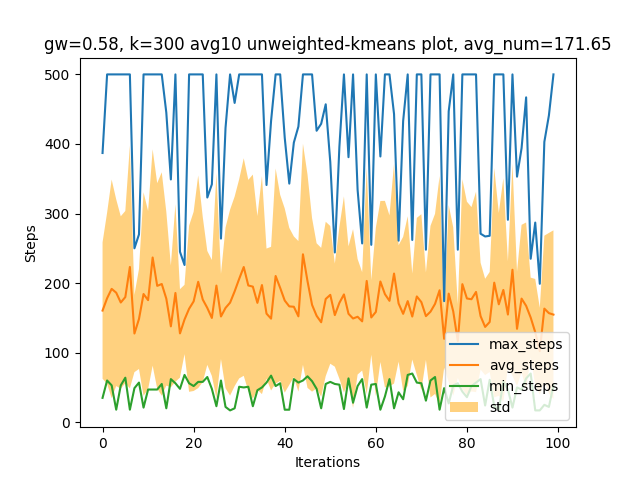 gw=0.58, k=300 avg10 unweighted-kmeans plot, avg_num=171.65
500
400
300
200
100
0
Steps
max_steps
avg_steps
min_steps
std
0 20 40 60 80 100
Iterations